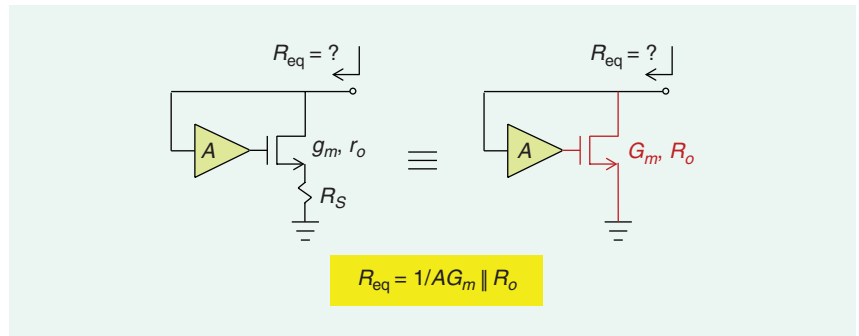 Req = ?
Req = ?
A
gm, ro
RS
≡
A
Gm, Ro
Req = 1/AGm || Ro